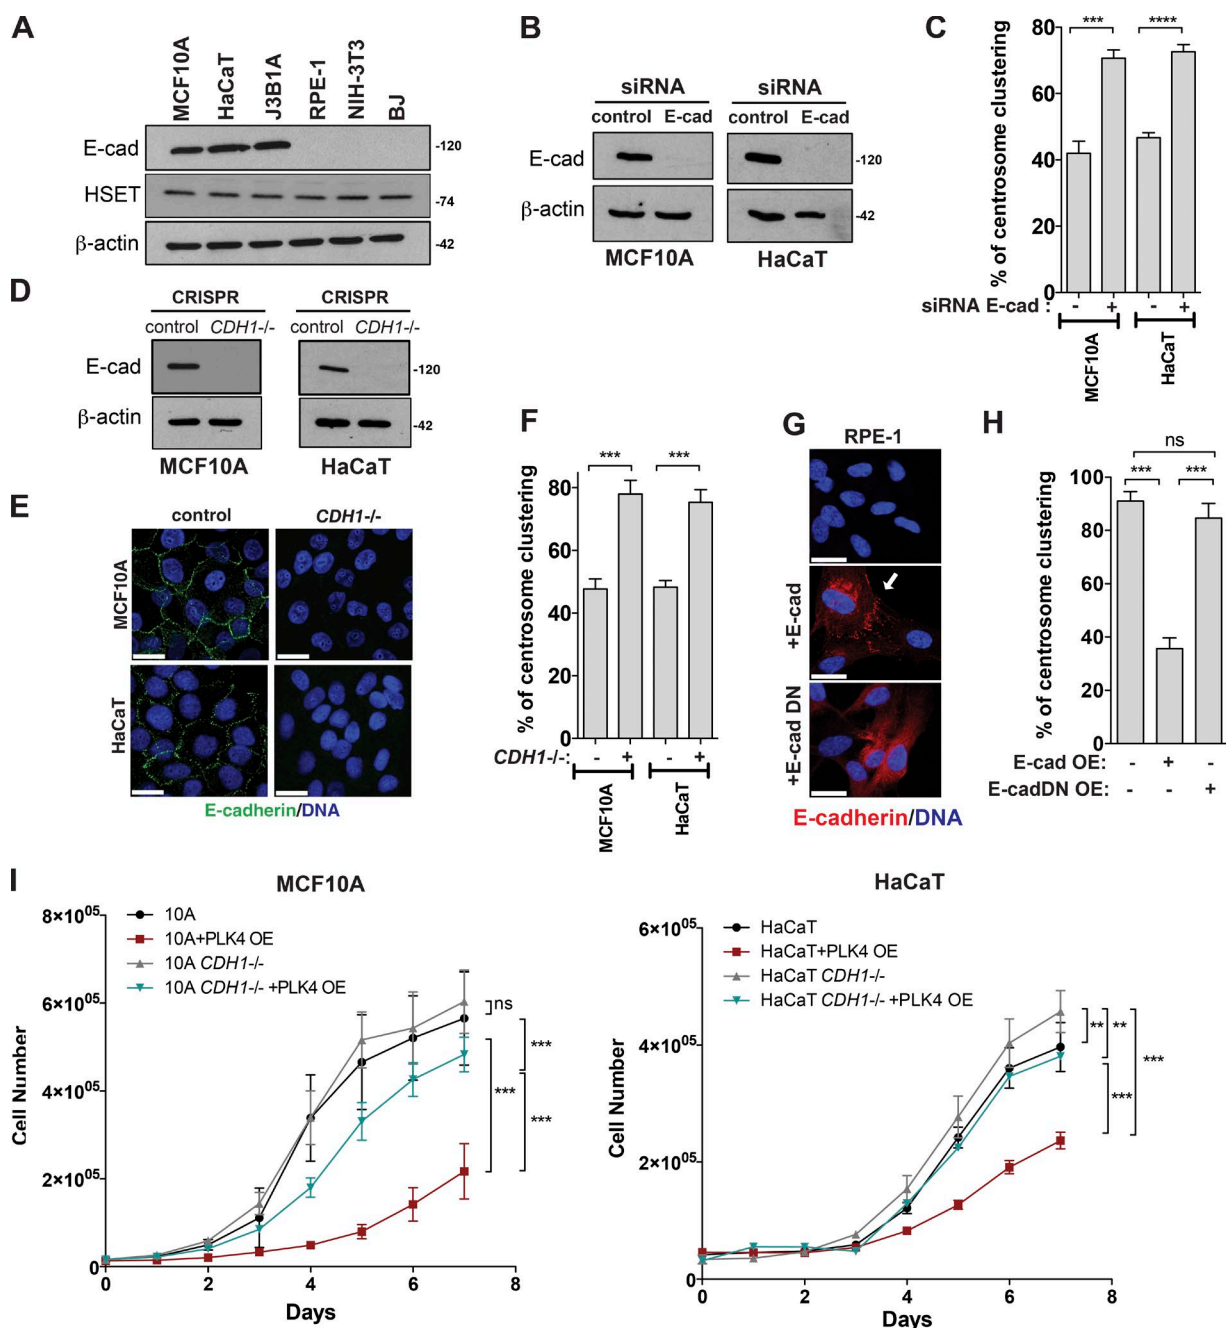 A
MCF10A
HaCaT
J3B1A
RPE-1
NIH-3T3
BJ
E-cad
-120
HSET
-74
β-actin
-42
B
siRNA siRNA
control E-cad control E-cad
E-cad
-120
β-actin
-42
MCF10A HaCaT
C
% of centrosome clustering
80
60
40
20
0
*** ****
siRNA E-cad : - + - +
MCF10A
HaCaT
D
CRISPR CRISPR
control CDH1-/- control CDH1-/-
E-cad
-120
β-actin
-42
MCF10A HaCaT
E
control CDH1-/-
MCF10A
HaCaT
E-cadherin/DNA
F
% of centrosome clustering
80
60
40
20
0
*** ***
CDH1-/-: - + - +
MCF10A
HaCaT
G
RPE-1
+E-cad
+E-cad DN
E-cadherin/DNA
H
% of centrosome clustering
ns
*** ***
100
80
60
40
20
0
E-cad OE: - + -
E-cadDN OE: - - +
I
MCF10A
10A
10A+PLK4 OE
10A CDH1-/-
10A CDH1-/- +PLK4 OE
Cell Number
8×10⁰⁵
6×10⁰⁵
4×10⁰⁵
2×10⁰⁵
0
ns
***
***
***
0 2 4 6 8
Days
HaCaT
HaCaT
HaCaT+PLK4 OE
HaCaT CDH1-/-
HaCaT CDH1-/- +PLK4 OE
Cell Number
6×10⁰⁵
4×10⁰⁵
2×10⁰⁵
0
** **
***
***
0 2 4 6 8
Days